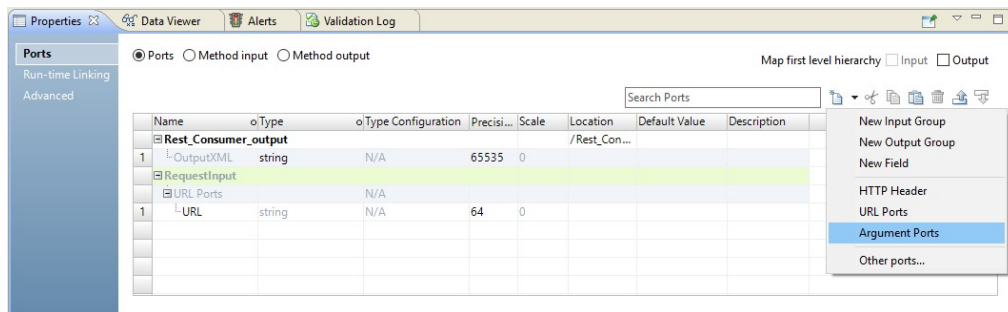 Properties Data Viewer Alerts Validation Log
Ports
Run-time Linking
Advanced
Ports Method input Method output
Map first level hierarchy Input Output
Search Ports
Name o Type o Type Configuration Precisi... Scale Location Default Value Description
Rest_Consumer_output /Rest_Con...
1 OutputXML string N/A 65535 0
RequestInput
URL Ports N/A
1 URL string N/A 64 0
New Input Group
New Output Group
New Field
HTTP Header
URL Ports
Argument Ports
Other ports...